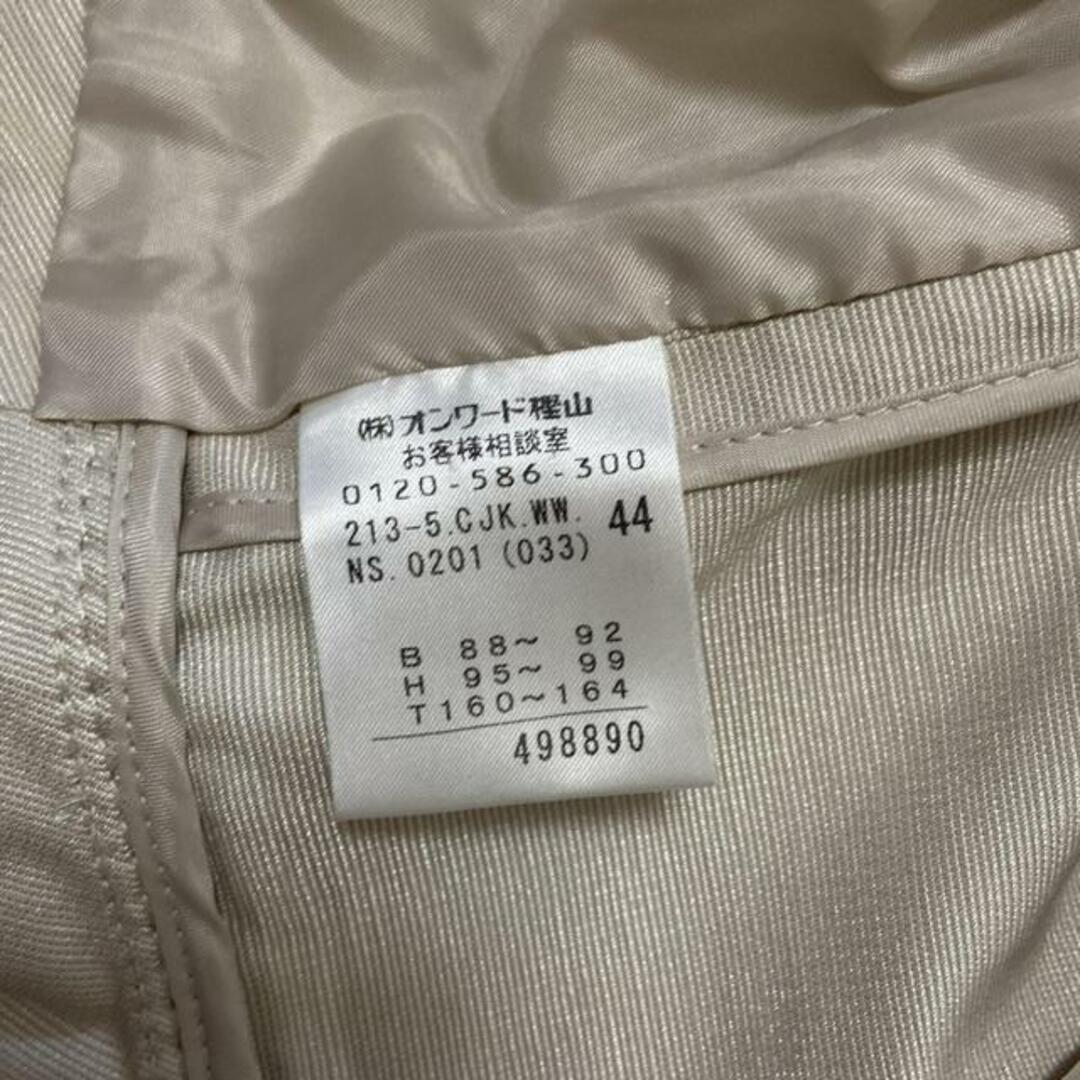 (株)オンワード樫山
お客様相談室
0120-586-300
213-5.CJK.WW. 44
NS.0201(033)
B 88〜 92
H 95〜 99
T160〜164
498890